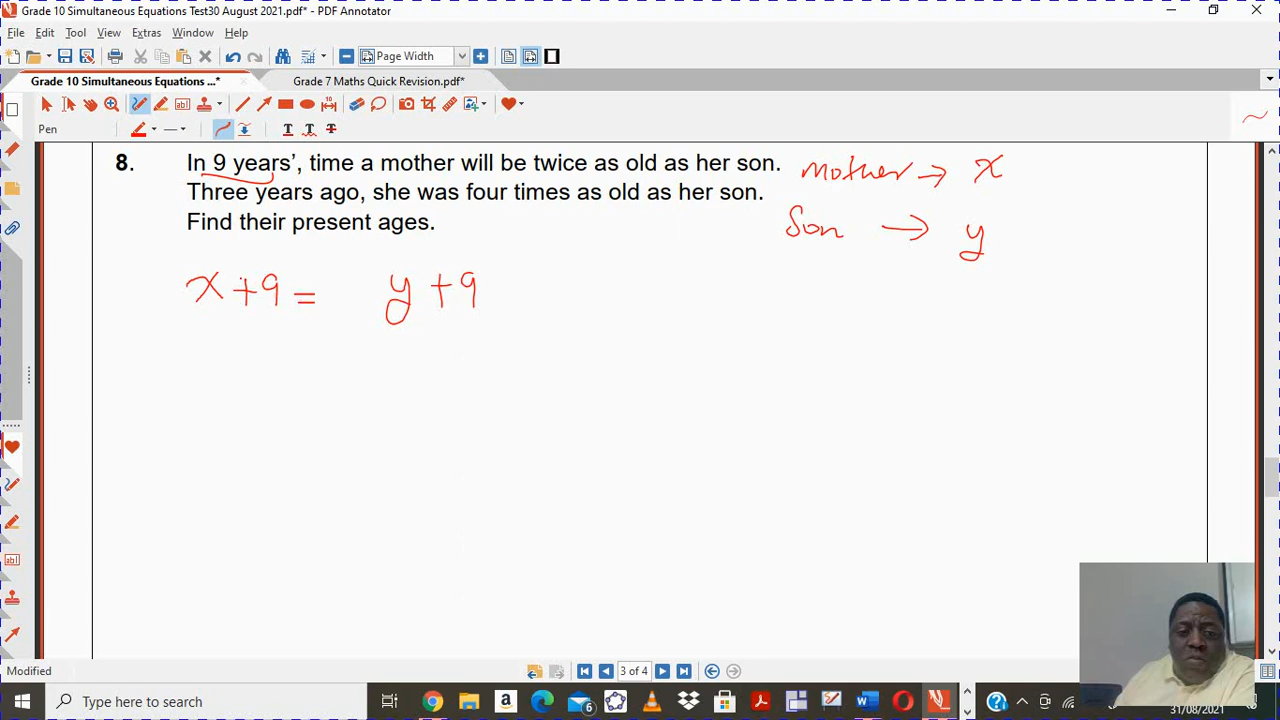 Grade 10 Simultaneous Equations Test30 August 2021.pdf* - PDF Annotator
File Edit Tool View Extras Window Help
Page Width
Grade 10 Simultaneous Equations ...* Grade 7 Maths Quick Revision.pdf*
Pen
8. In 9 years’, time a mother will be twice as old as her son.
Three years ago, she was four times as old as her son.
Find their present ages.
Mother → x
Son → y
x + 9 = y + 9
Modified
3 of 4
Type here to search
31/08/2021